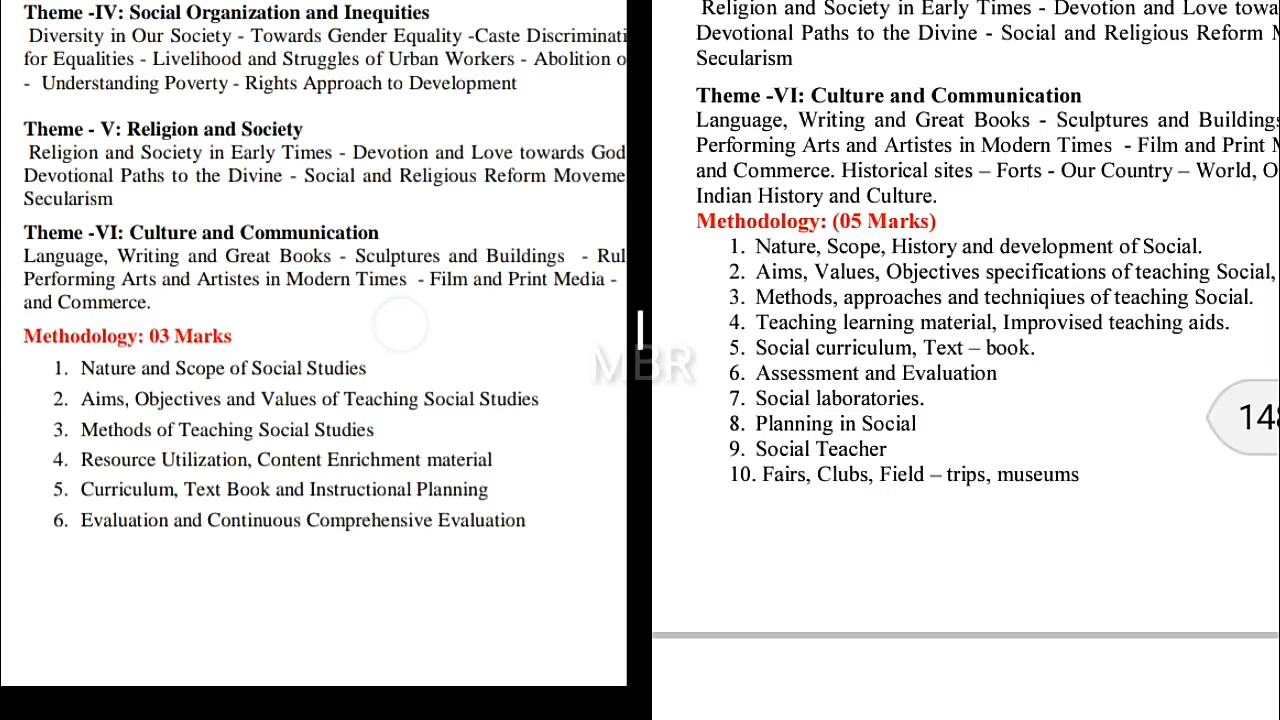 Theme -IV: Social Organization and Inequities
Diversity in Our Society - Towards Gender Equality -Caste Discriminati
for Equalities - Livelihood and Struggles of Urban Workers - Abolition o
- Understanding Poverty - Rights Approach to Development
Theme - V: Religion and Society
Religion and Society in Early Times - Devotion and Love towards God
Devotional Paths to the Divine - Social and Religious Reform Moveme
Secularism
Theme -VI: Culture and Communication
Language, Writing and Great Books - Sculptures and Buildings - Rul
Performing Arts and Artistes in Modern Times - Film and Print Media -
and Commerce.
Methodology: 03 Marks
1. Nature and Scope of Social Studies
2. Aims, Objectives and Values of Teaching Social Studies
3. Methods of Teaching Social Studies
4. Resource Utilization, Content Enrichment material
5. Curriculum, Text Book and Instructional Planning
6. Evaluation and Continuous Comprehensive Evaluation
MBR
Religion and Society in Early Times - Devotion and Love towa
Devotional Paths to the Divine - Social and Religious Reform M
Secularism
Theme -VI: Culture and Communication
Language, Writing and Great Books - Sculptures and Buildings
Performing Arts and Artistes in Modern Times - Film and Print M
and Commerce. Historical sites – Forts - Our Country – World, O
Indian History and Culture.
Methodology: (05 Marks)
1. Nature, Scope, History and development of Social.
2. Aims, Values, Objectives specifications of teaching Social,
3. Methods, approaches and techniqiues of teaching Social.
4. Teaching learning material, Improvised teaching aids.
5. Social curriculum, Text – book.
6. Assessment and Evaluation
7. Social laboratories.
8. Planning in Social
9. Social Teacher
10. Fairs, Clubs, Field – trips, museums
148